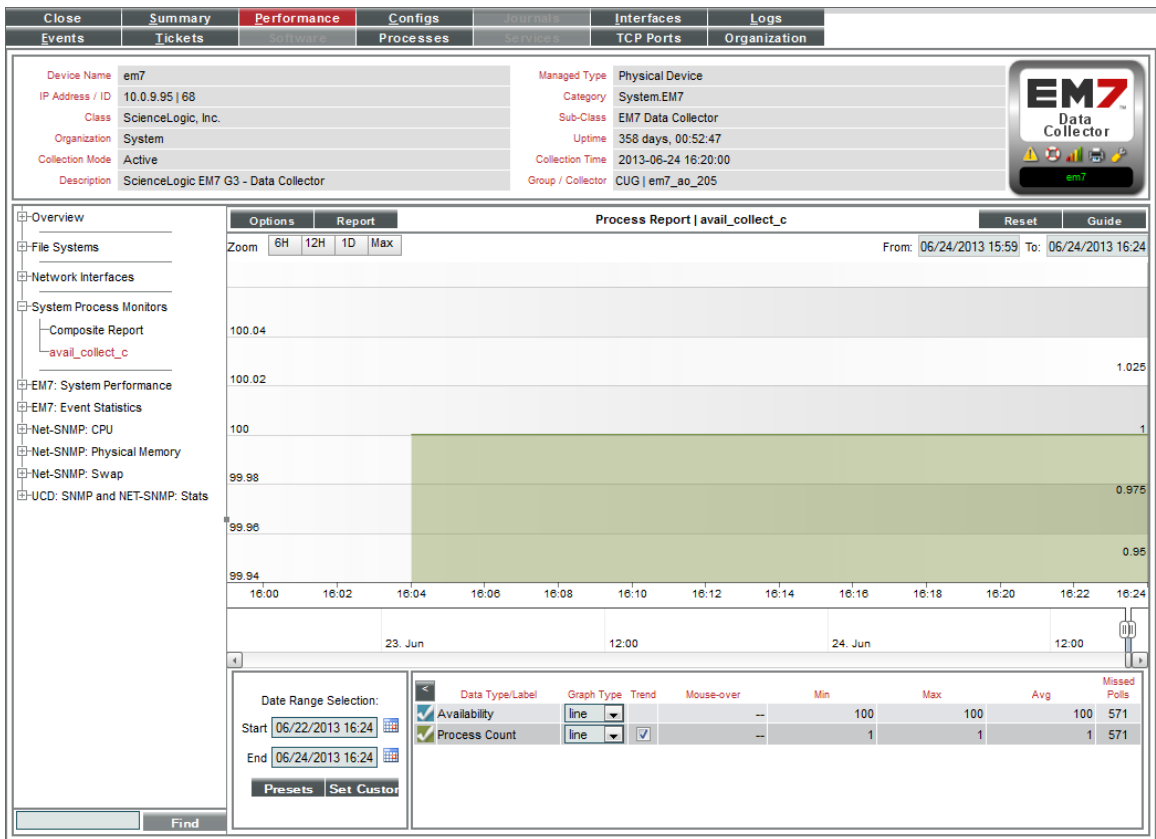 Close Summary Performance Configs Journals Interfaces Logs
Events Tickets Software Processes Services TCP Ports Organization
Device Name em7 Managed Type Physical Device
IP Address / ID 10.0.9.95 | 68 Category System.EM7
Class ScienceLogic, Inc. Sub-Class EM7 Data Collector
Organization System Uptime 358 days, 00:52:47
Collection Mode Active Collection Time 2013-06-24 16:20:00
Description ScienceLogic EM7 G3 - Data Collector Group / Collector CUG | em7_ao_205
EM7™
Data
Collector
em7
Overview
File Systems
Network Interfaces
System Process Monitors
Composite Report
avail_collect_c
EM7: System Performance
EM7: Event Statistics
Net-SNMP: CPU
Net-SNMP: Physical Memory
Net-SNMP: Swap
UCD: SNMP and NET-SNMP: Stats
Find
Options Report Process Report | avail_collect_c Reset Guide
Zoom 6H 12H 1D Max From: 06/24/2013 15:59 To: 06/24/2013 16:24
100.04
1.025
100.02
100 1
99.98
0.975
99.96
0.95
99.94
16:00 16:02 16:04 16:06 16:08 16:10 16:12 16:14 16:16 16:18 16:20 16:22 16:24
23. Jun 12:00 24. Jun 12:00
Date Range Selection:
Start 06/22/2013 16:24
End 06/24/2013 16:24
Presets Set Custor
< Data Type/Label Graph Type Trend Mouse-over Min Max Avg Missed Polls
Availability line -- 100 100 100 571
Process Count line -- 1 1 1 571